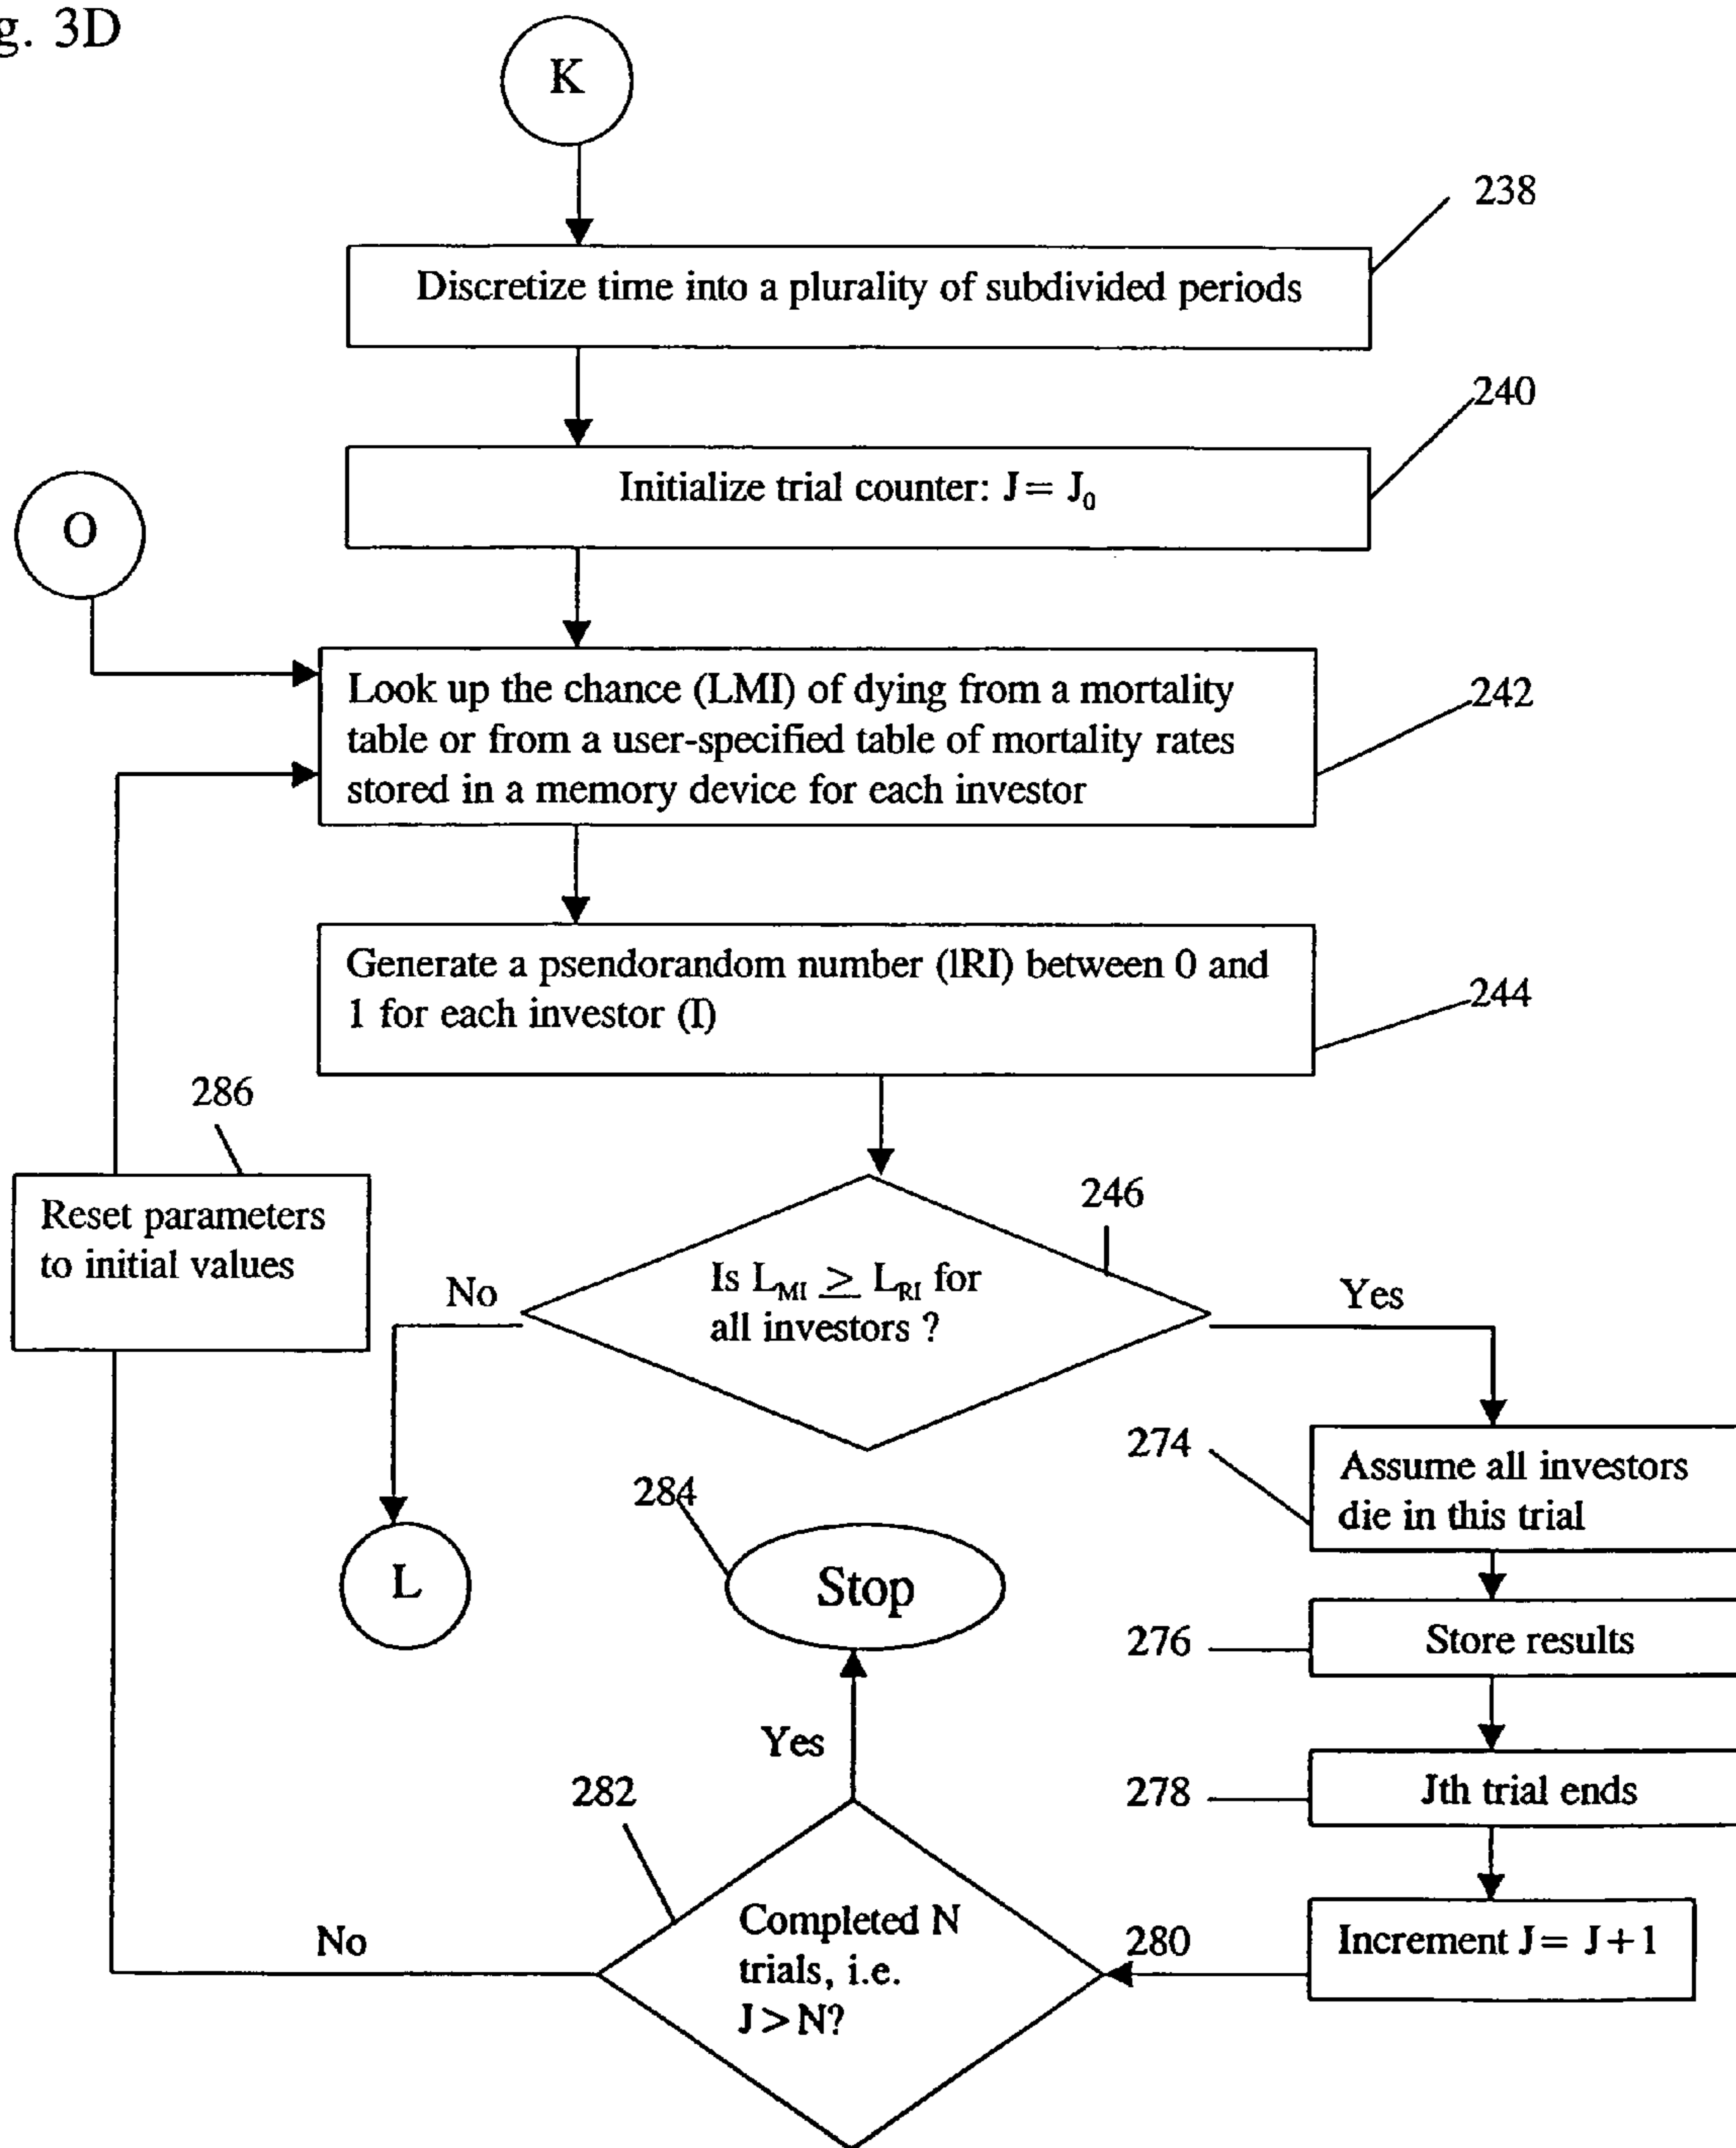 g. 3D
K
238
Discretize time into a plurality of subdivided periods
240
Initialize trial counter: J= J₀
O
Look up the chance (LMI) of dying from a mortality
table or from a user-specified table of mortality rates
stored in a memory device for each investor
242
Generate a psendorandom number (lRI) between 0 and
1 for each investor (I)
244
286
Reset parameters
to initial values
246
Is L_MI ≥ L_RI for
all investors ?
No
Yes
274
Assume all investors
die in this trial
284
Stop
L
276
Store results
Yes
278
Jth trial ends
282
Completed N
trials, i.e.
J>N?
No
280
Increment J= J+1